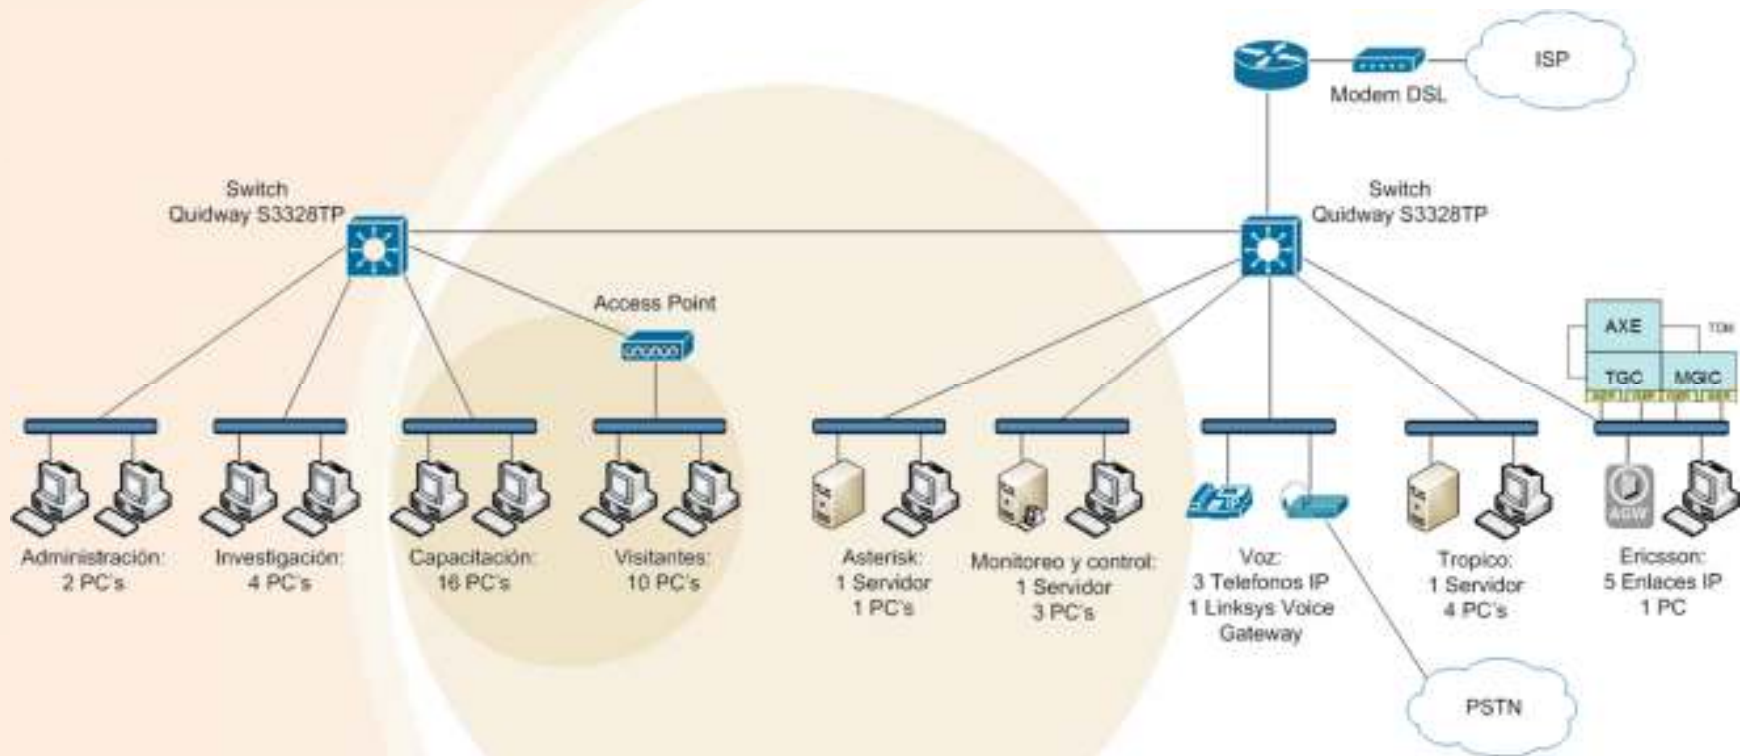 ISP
Modem DSL
Switch
Quidway S3328TP
Switch
Quidway S3328TP
Access Point
AXE
TGC
MGIC
IP
AGW
Administración:
2 PC's
Investigación:
4 PC's
Capacitación:
16 PC's
Visitantes:
10 PC's
Asterisk:
1 Servidor
1 PC's
Monitoreo y control:
1 Servidor
3 PC's
Voz:
3 Telefonos IP
1 Linksys Voice
Gateway
Tropico:
1 Servidor
4 PC's
Ericsson:
5 Enlaces IP
1 PC
PSTN